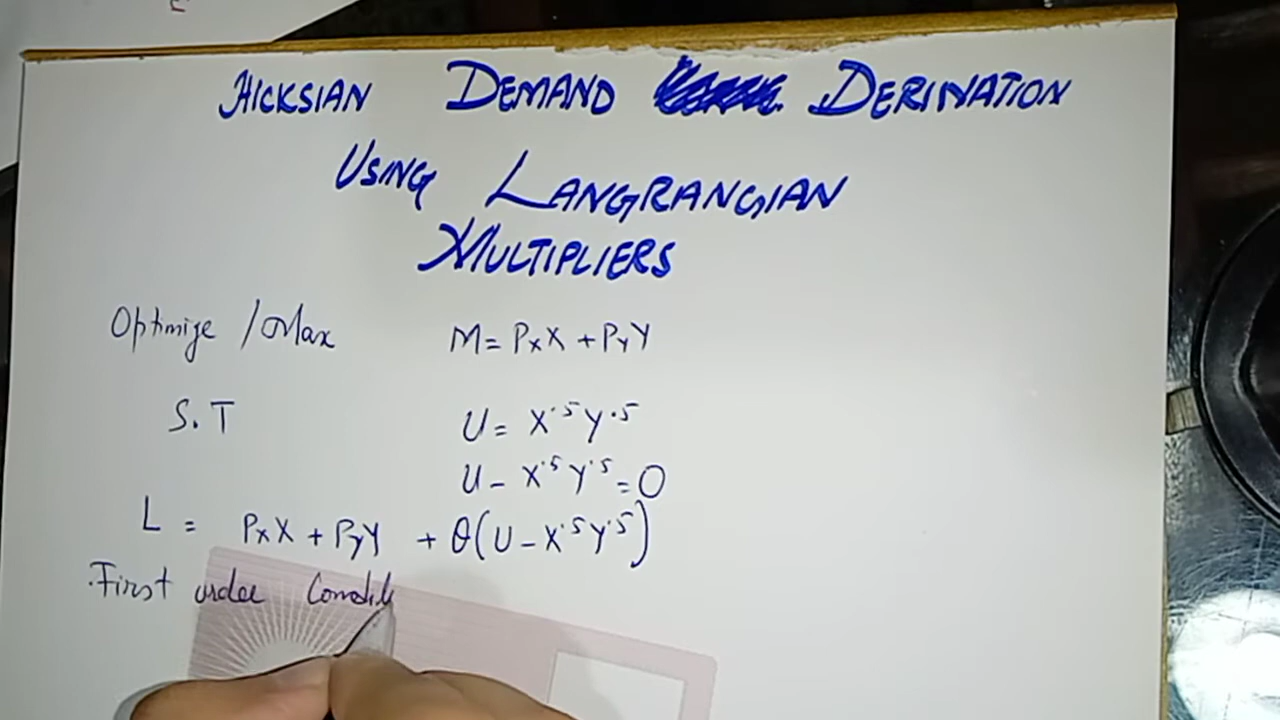 HICKSIAN DEMAND DERIVATION
USING LANGRANGIAN
MULTIPLIERS
Optimize / Max M = PxX + PyY
S.T U = X^.5 Y^.5
U - X^.5 Y^.5 = 0
L = PxX + PyY + θ(U - X^.5 Y^.5)
First order Conditi